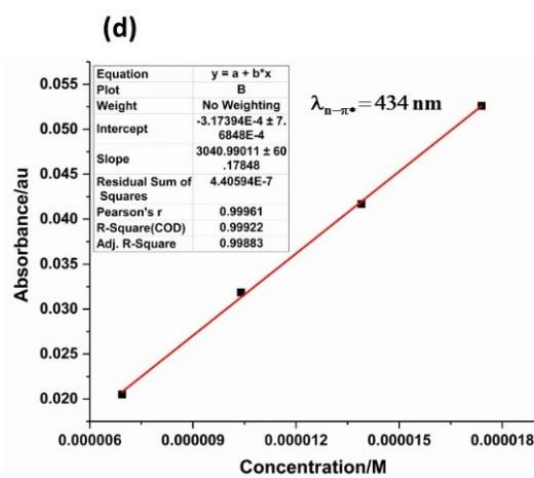 (d)
Equation y = a + b*x
Plot B
Weight No Weighting
Intercept -3.17394E-4 ± 7.
6848E-4
Slope 3040.99011 ± 60
.17848
Residual Sum of 4.40594E-7
Squares
Pearson's r 0.99961
R-Square(COD) 0.99922
Adj. R-Square 0.99883
λn−π* = 434 nm
Absorbance/au
0.055
0.050
0.045
0.040
0.035
0.030
0.025
0.020
0.000006 0.000009 0.000012 0.000015 0.000018
Concentration/M